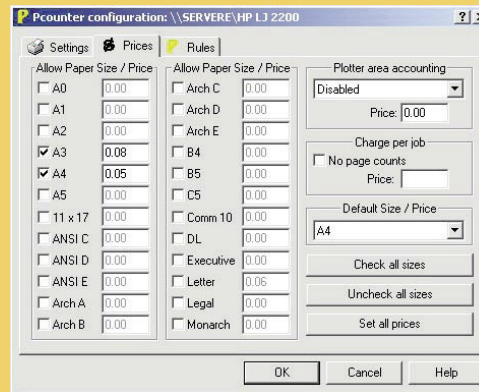 Pcounter configuration: \\SERVERE\HP LJ 2200
Settings Prices Rules
Allow Paper Size / Price
A0 0.00
A1 0.00
A2 0.00
A3 0.08
A4 0.05
A5 0.00
11 x 17 0.00
ANSI C 0.00
ANSI D 0.00
ANSI E 0.00
Arch A 0.00
Arch B 0.00
Allow Paper Size / Price
Arch C 0.00
Arch D 0.00
Arch E 0.00
B4 0.00
B5 0.00
C5 0.00
Comm 10 0.00
DL 0.00
Executive 0.00
Letter 0.06
Legal 0.00
Monarch 0.00
Plotter area accounting
Disabled
Price: 0.00
Charge per job
No page counts
Price:
Default Size / Price
A4
Check all sizes
Uncheck all sizes
Set all prices
OK Cancel Help